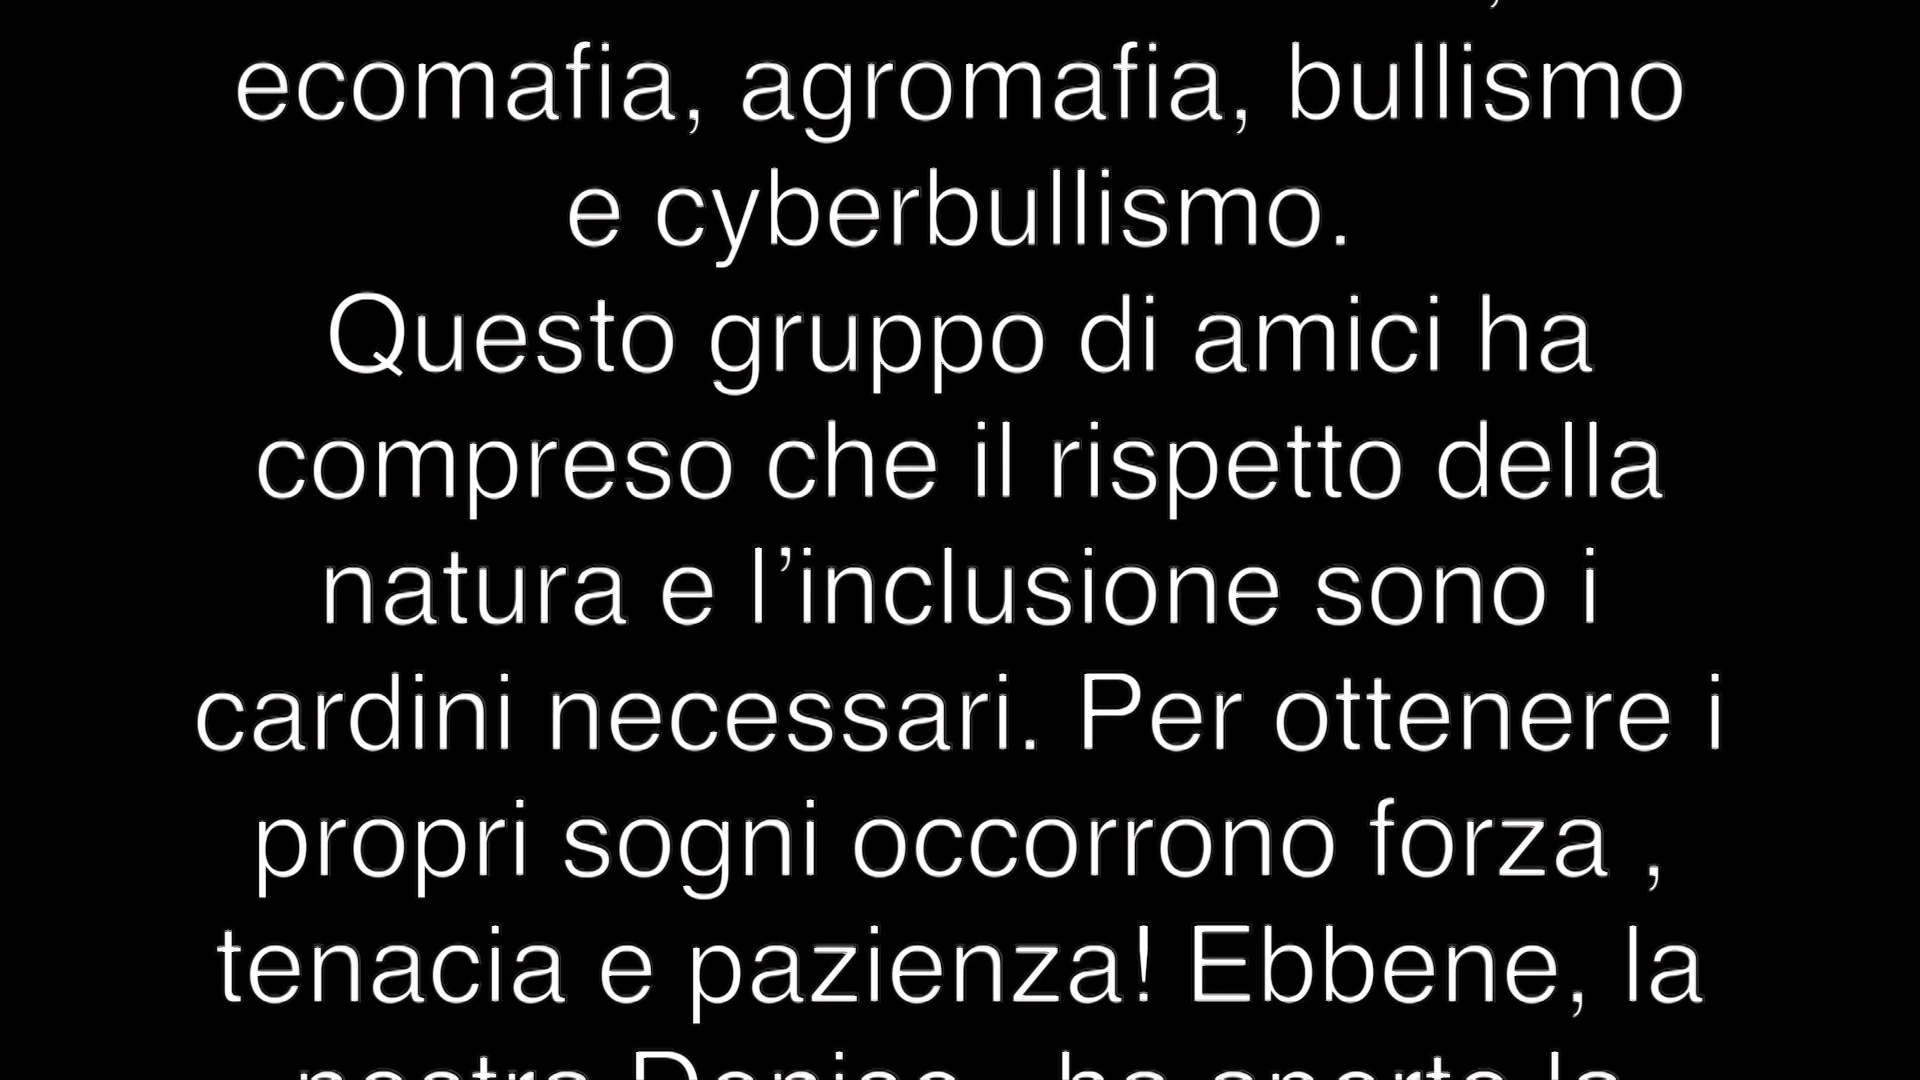 ecomafia, agromafia, bullismo
e cyberbullismo.
Questo gruppo di amici ha
compreso che il rispetto della
natura e l’inclusione sono i
cardini necessari. Per ottenere i
propri sogni occorrono forza ,
tenacia e pazienza! Ebbene, la